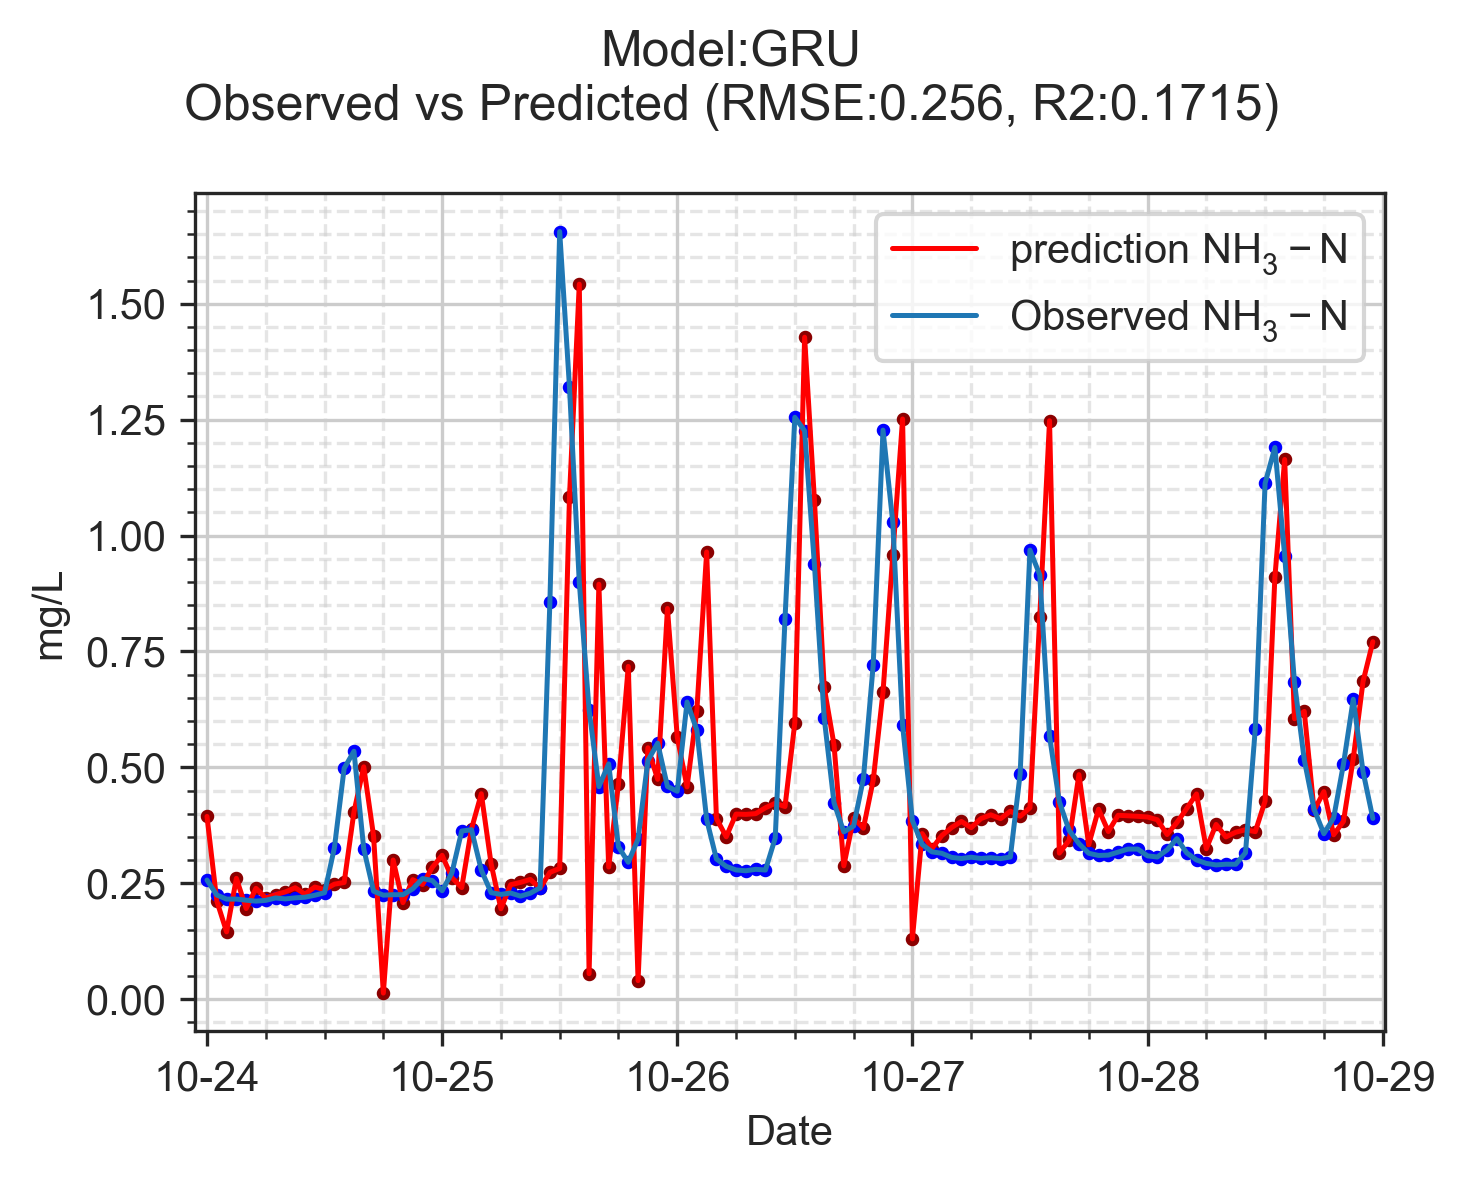 Model:GRU
Observed vs Predicted (RMSE:0.256, R2:0.1715)
prediction NH₃ − N
Observed NH₃ − N
1.50
1.25
1.00
0.75
0.50
0.25
0.00
mg/L
10-24 10-25 10-26 10-27 10-28 10-29
Date